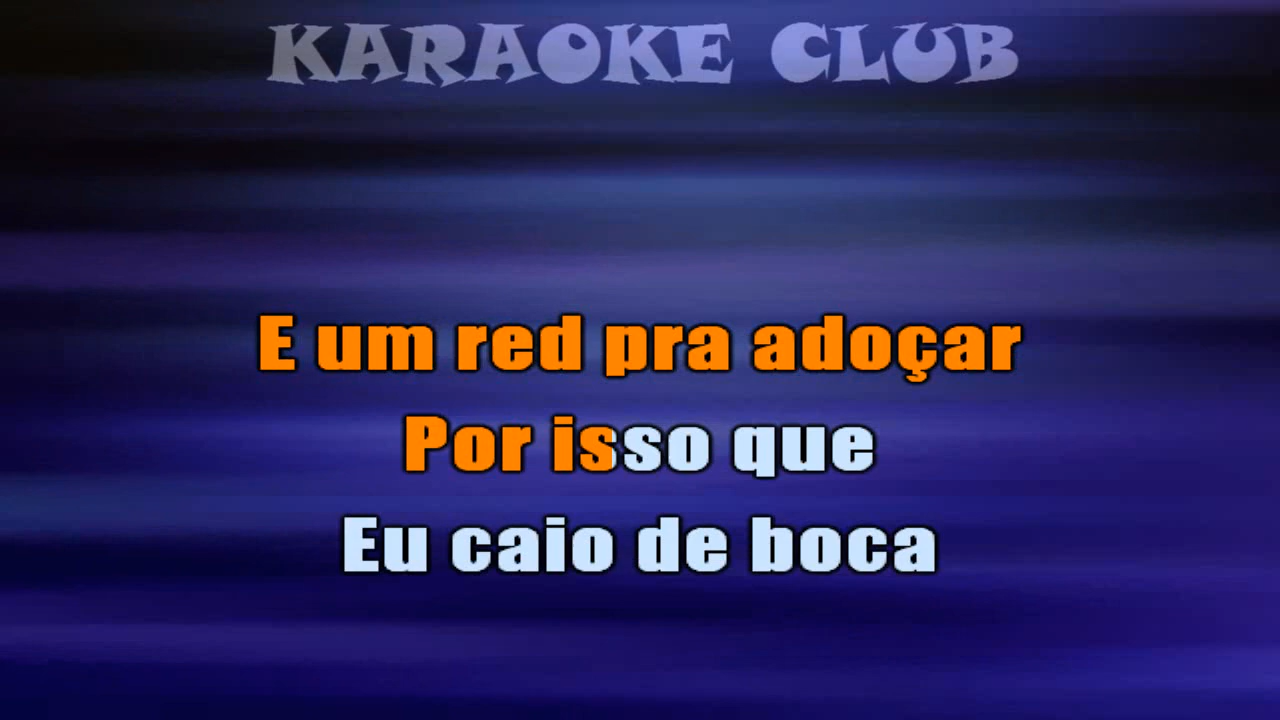 KARAOKE CLUB
E um red pra adoçar
Por isso que
Eu caio de boca